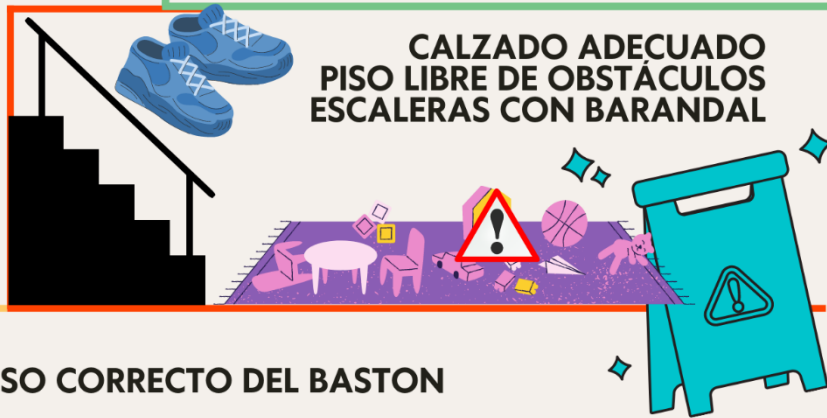 CALZADO ADECUADO
PISO LIBRE DE OBSTÁCULOS
ESCALERAS CON BARANDAL
!
SO CORRECTO DEL BASTON